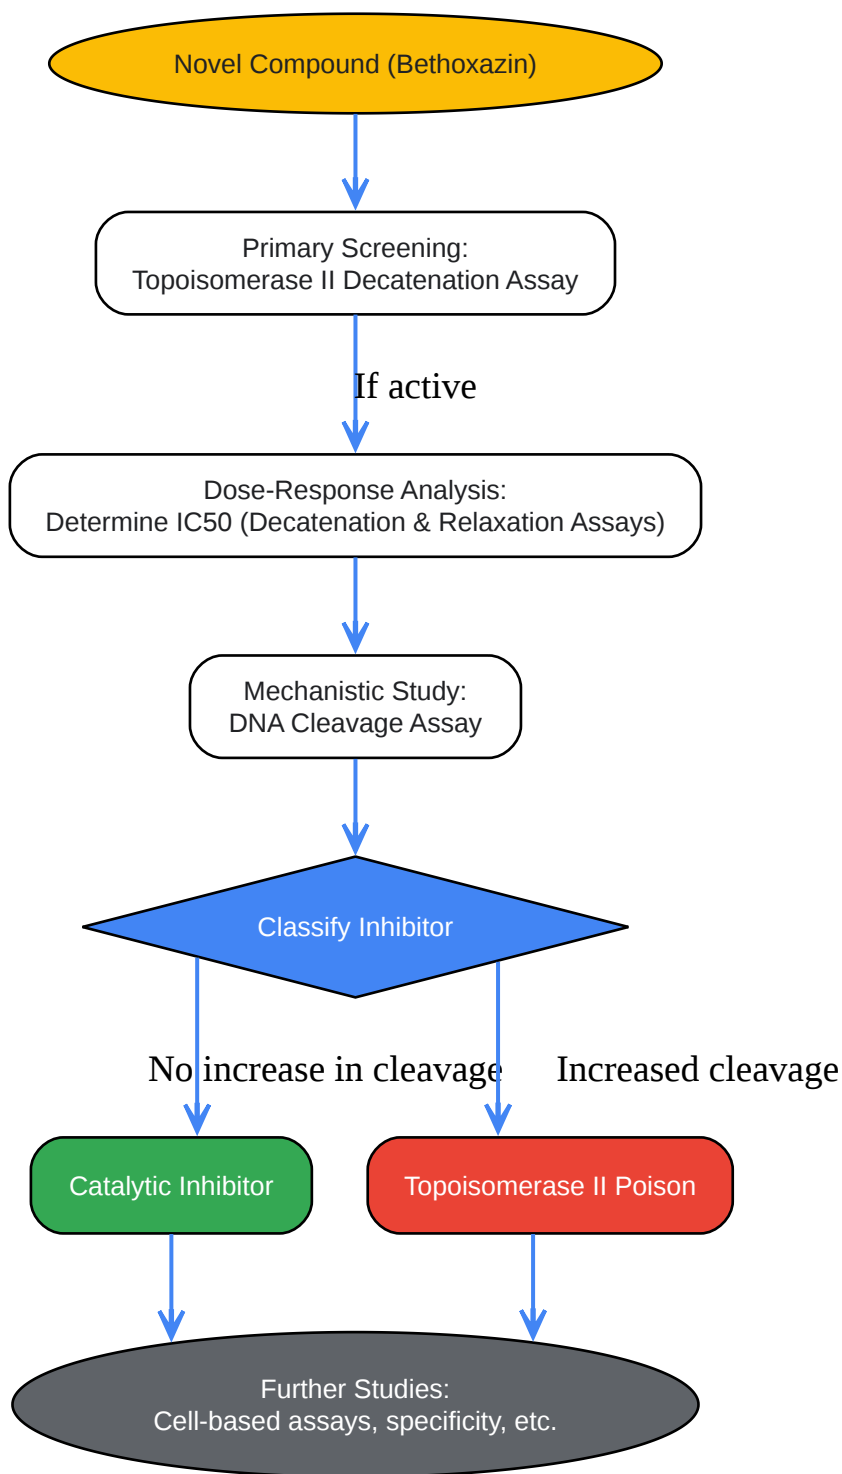 Novel Compound (Bethoxazin)
Primary Screening:
Topoisomerase II Decatenation Assay
If active
Dose-Response Analysis:
Determine IC50 (Decatenation & Relaxation Assays)
Mechanistic Study:
DNA Cleavage Assay
Classify Inhibitor
No increase in cleavage
Increased cleavage
Catalytic Inhibitor
Topoisomerase II Poison
Further Studies:
Cell-based assays, specificity, etc.